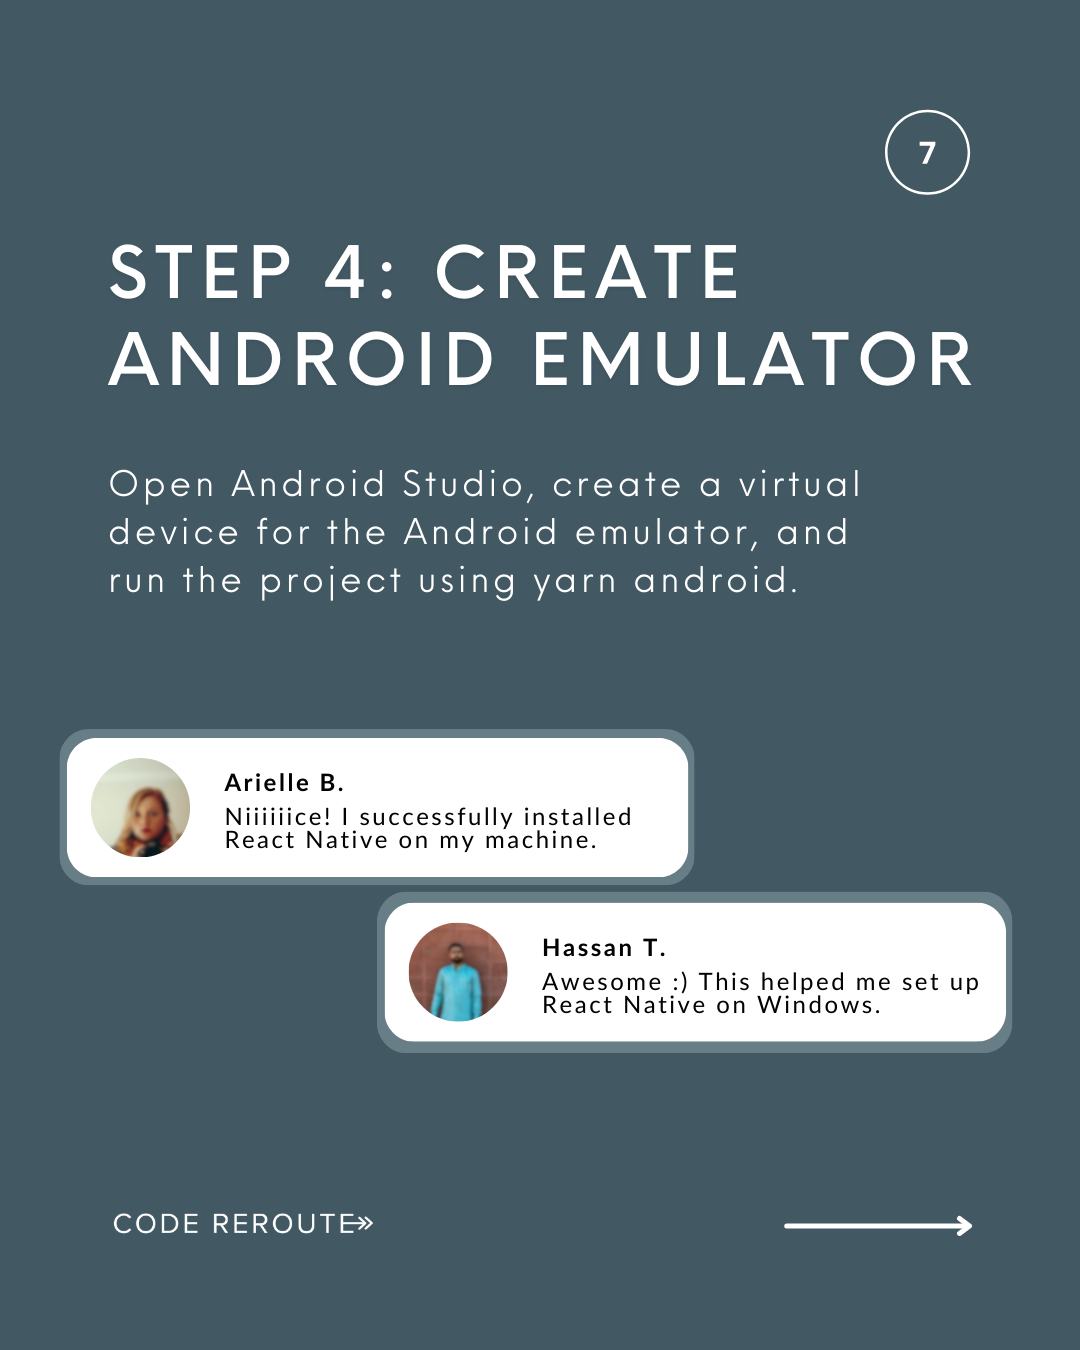 7
STEP 4: CREATE
ANDROID EMULATOR
Open Android Studio, create a virtual
device for the Android emulator, and
run the project using yarn android.
Arielle B.
Niiiiiice! I successfully installed
React Native on my machine.
Hassan T.
Awesome :) This helped me set up
React Native on Windows.
CODE REROUTE